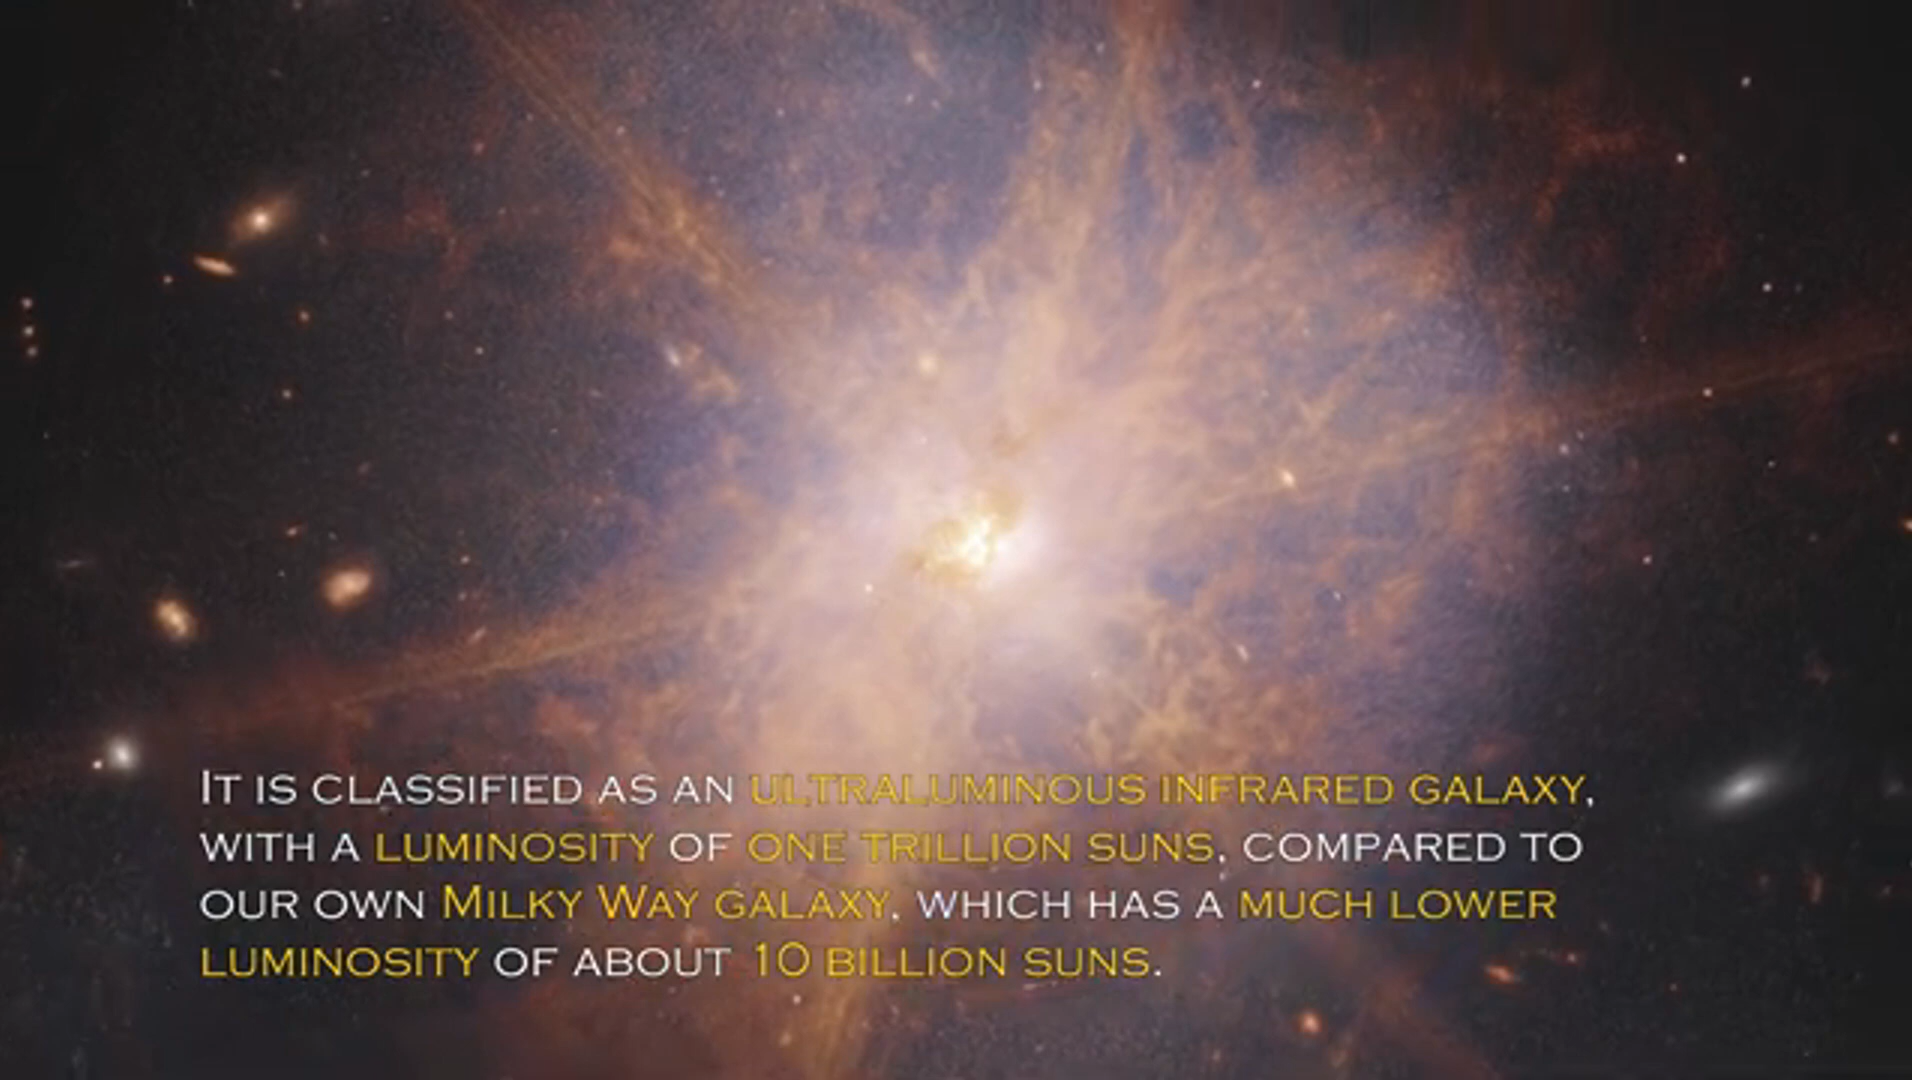 It is classified as an ultraluminous infrared galaxy,
with a luminosity of one trillion suns, compared to
our own Milky Way galaxy, which has a much lower
luminosity of about 10 billion suns.